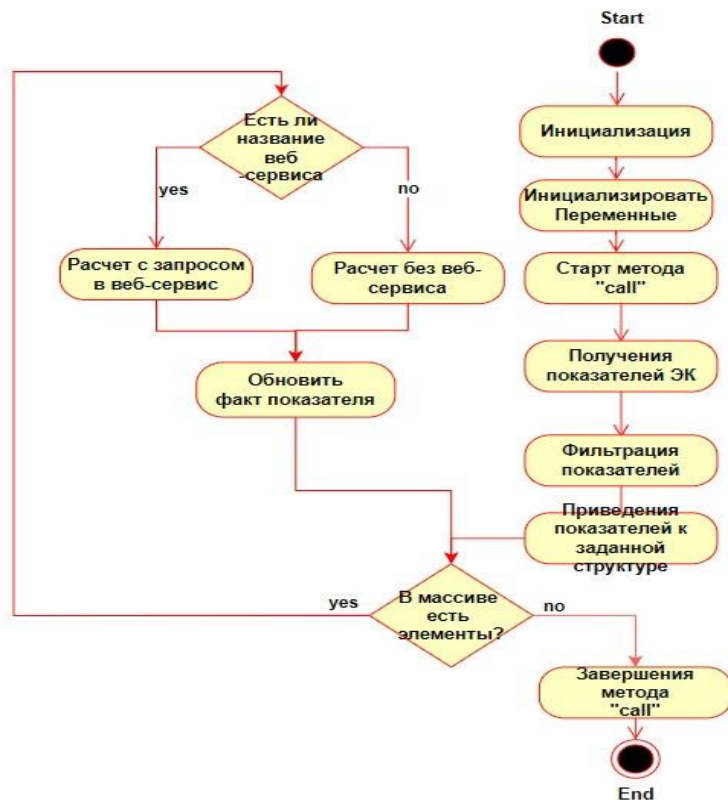 Start
Инициализация
Инициализировать
Переменные
Старт метода
"call"
Получения
показателей ЭК
Фильтрация
показателей
Приведения
показателей к
заданной
структуре
В массиве
есть
элементы?
yes
no
Есть ли
название
веб
-сервиса
yes
no
Расчет с запросом
в веб-сервис
Расчет без веб-
сервиса
Обновить
факт показателя
Завершения
метода
"call"
End